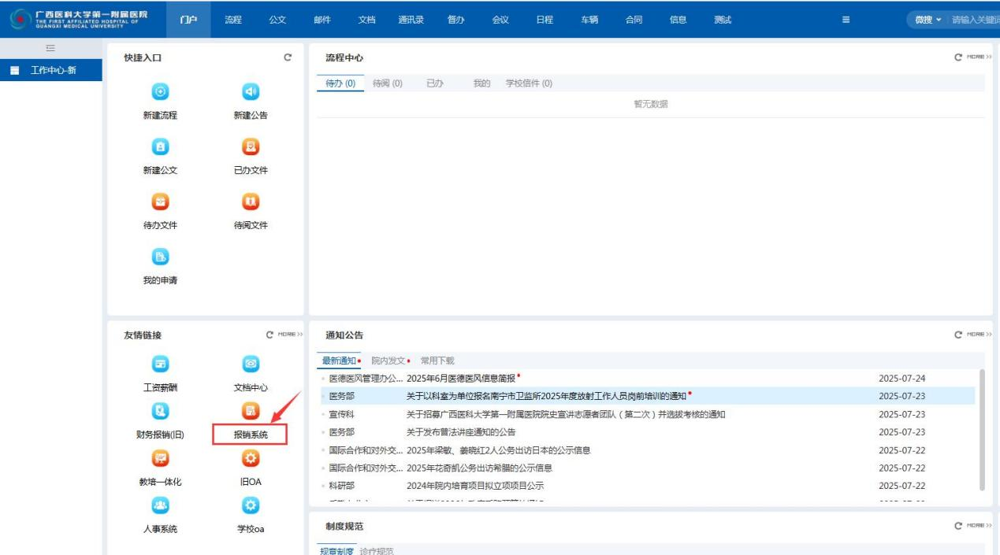 广西医科大学第一附属医院
THE FIRST AFFILIATED HOSPITAL OF
GUANGXI MEDICAL UNIVERSITY
门户 流程 公文 邮件 文档 通讯录 督办 会议 日程 车辆 合同 信息 测试 微搜 请输入关键
工作中心-新
快捷入口
新建流程 新建公告
新建公文 已办文件
待办文件 待阅文件
我的申请
流程中心 MORE >>
待办 (0) 待阅 (0) 已办 我的 学校信件 (0)
暂无数据
友情链接 MORE >>
工资薪酬 文档中心
财务报销(旧) 报销系统
教培一体化 旧OA
人事系统 学校oa
通知公告 MORE >>
最新通知 院内发文 常用下载
医德医风管理办公... 2025年6月医德医风信息简报 2025-07-24
医务部 关于以科室为单位报名南宁市卫监所2025年度放射工作人员岗前培训的通知 2025-07-23
宣传科 关于招募广西医科大学第一附属医院院史宣讲志愿者团队（第二次）并选拔考核的通知 2025-07-23
医务部 关于发布普法讲座通知的公告 2025-07-23
国际合作和对外交... 2025年梁敏、姜晓红2人公务出访日本的公示信息 2025-07-22
国际合作和对外交... 2025年花奇凯公务出访希腊的公示信息 2025-07-22
科研部 2024年院内培育项目拟立项项目公示 2025-07-22
制度规范 MORE >>
规章制度 诊疗规范